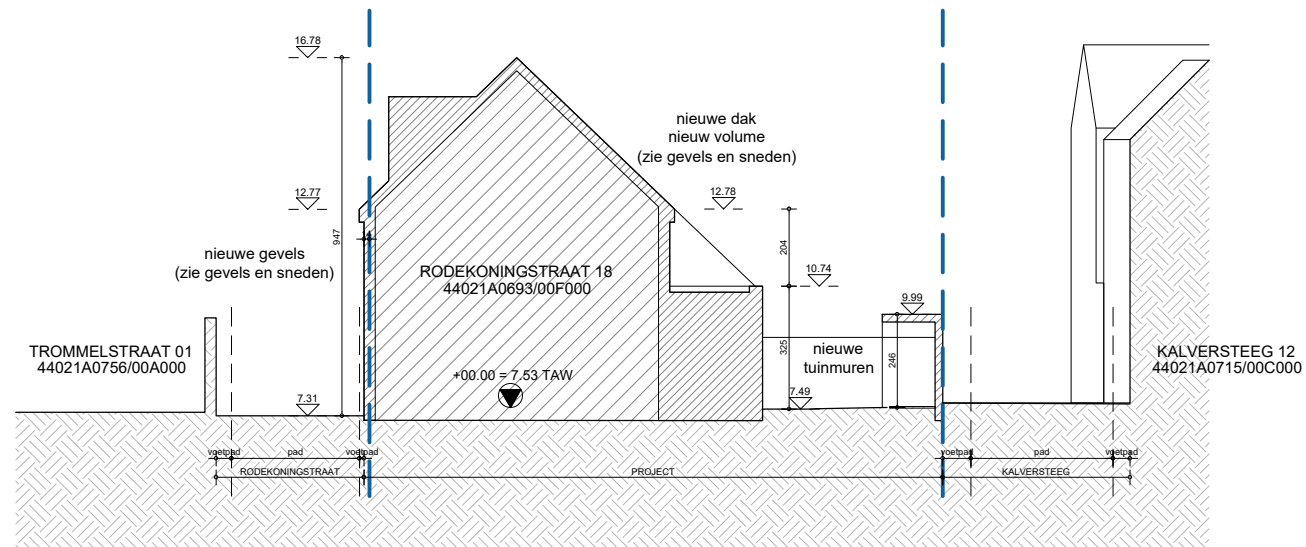 16.78
nieuwe dak
nieuw volume
(zie gevels en sneden)
12.77
12.78
947
204
nieuwe gevels
(zie gevels en sneden)
RODEKONINGSTRAAT 18
44021A0693/00F000
10.74
9.99
TROMMELSTRAAT 01
44021A0756/00A000
325
nieuwe
tuinmuren
246
KALVERSTEEG 12
44021A0715/00C000
+00.00 = 7.53 TAW
7.31
7.49
voetpad
pad
voetpad
voetpad
pad
voetpad
RODEKONINGSTRAAT
PROJECT
KALVERSTEEG